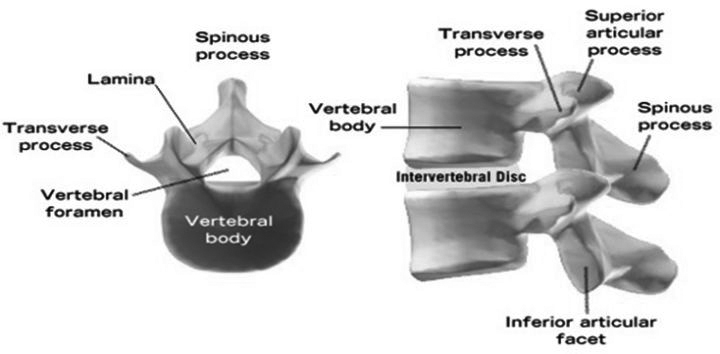 Spinous
process
Lamina
Transverse
process
Vertebral
foramen
Vertebral
body
Superior
articular
process
Transverse
process
Vertebral
body
Spinous
process
Intervertebral Disc
Inferior articular
facet